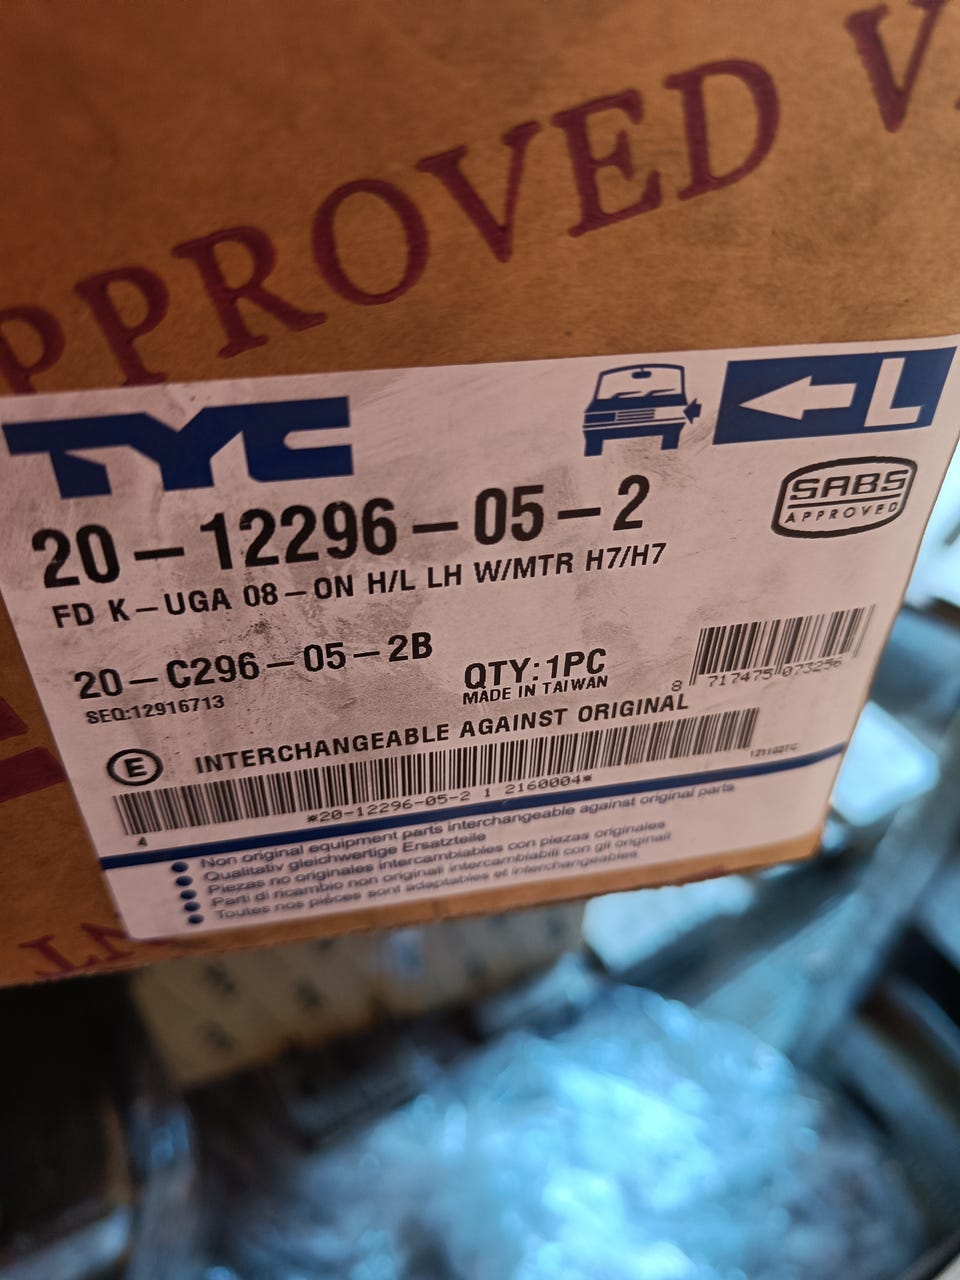 PPROVED V
TYC
L
20-12296-05-2
SABS
APPROVED
FD K-UGA 08-ON H/L LH W/MTR H7/H7
20-C296-05-2B
QTY:1PC
MADE IN TAIWAN
8 717475 073256
SEQ:12916713
E INTERCHANGEABLE AGAINST ORIGINAL
*20-12296-05-2 1 2160004*
A
Non original equipment parts interchangeable against original parts
Qualitativ gleichwertige Ersatzteile
Piezas no originales intercambiables con piezas originales
Parti di ricambio non originali intercambiabili con gli originali
Toutes nos pièces sont adaptables et interchangeables